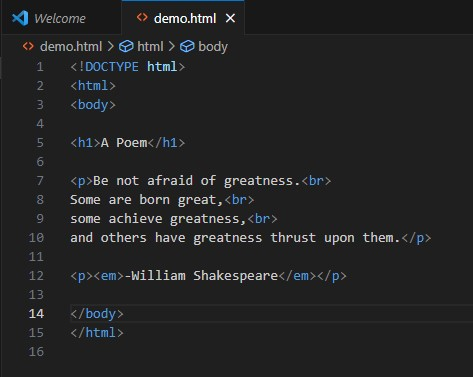 Welcome demo.html
demo.html > html > body
1 <!DOCTYPE html>
2 <html>
3 <body>
4
5 <h1>A Poem</h1>
6
7 <p>Be not afraid of greatness.<br>
8 Some are born great,<br>
9 some achieve greatness,<br>
10 and others have greatness thrust upon them.</p>
11
12 <p><em>-William Shakespeare</em></p>
13
14 </body>
15 </html>
16